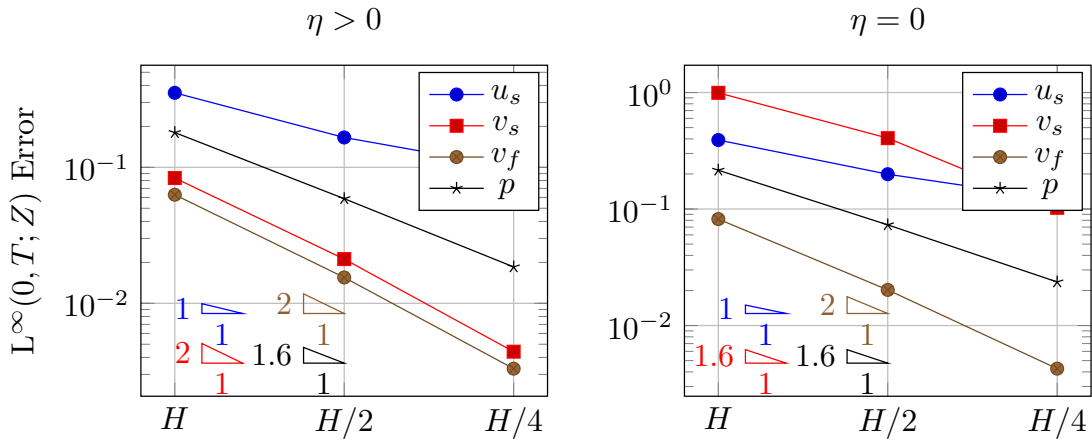 η > 0
η = 0
L∞(0, T; Z) Error
10⁻¹
10⁻²
u_s
v_s
v_f
p
1
1
2
1
2
1
1.6
1
H
H/2
H/4
10⁰
10⁻¹
10⁻²
u_s
v_s
v_f
p
1
1
2
1
1.6
1
1.6
1
H
H/2
H/4